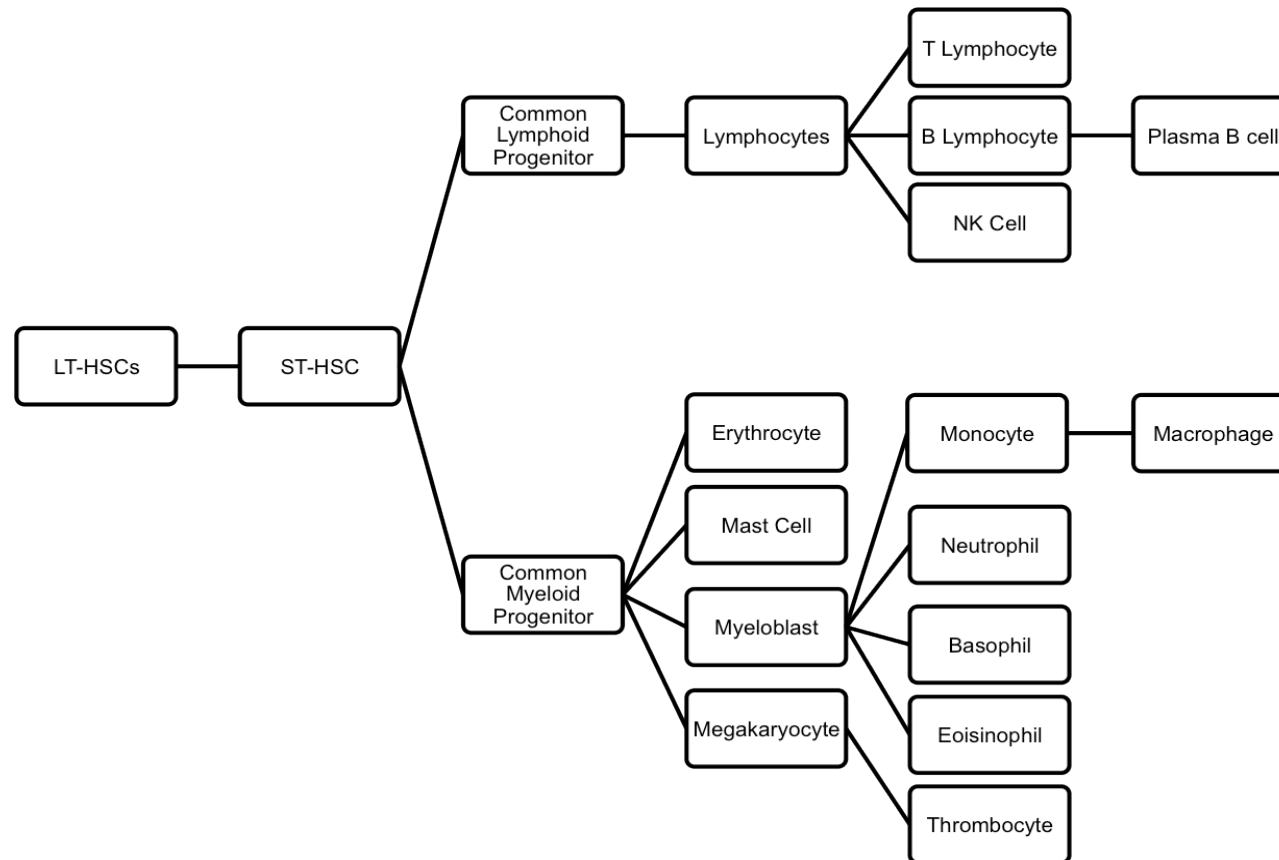 T Lymphocyte
Common
Lymphoid
Progenitor
Lymphocytes
B Lymphocyte
Plasma B cell
NK Cell
LT-HSCs
ST-HSC
Erythrocyte
Monocyte
Macrophage
Mast Cell
Neutrophil
Common
Myeloid
Progenitor
Myeloblast
Basophil
Megakaryocyte
Eoisinophil
Thrombocyte